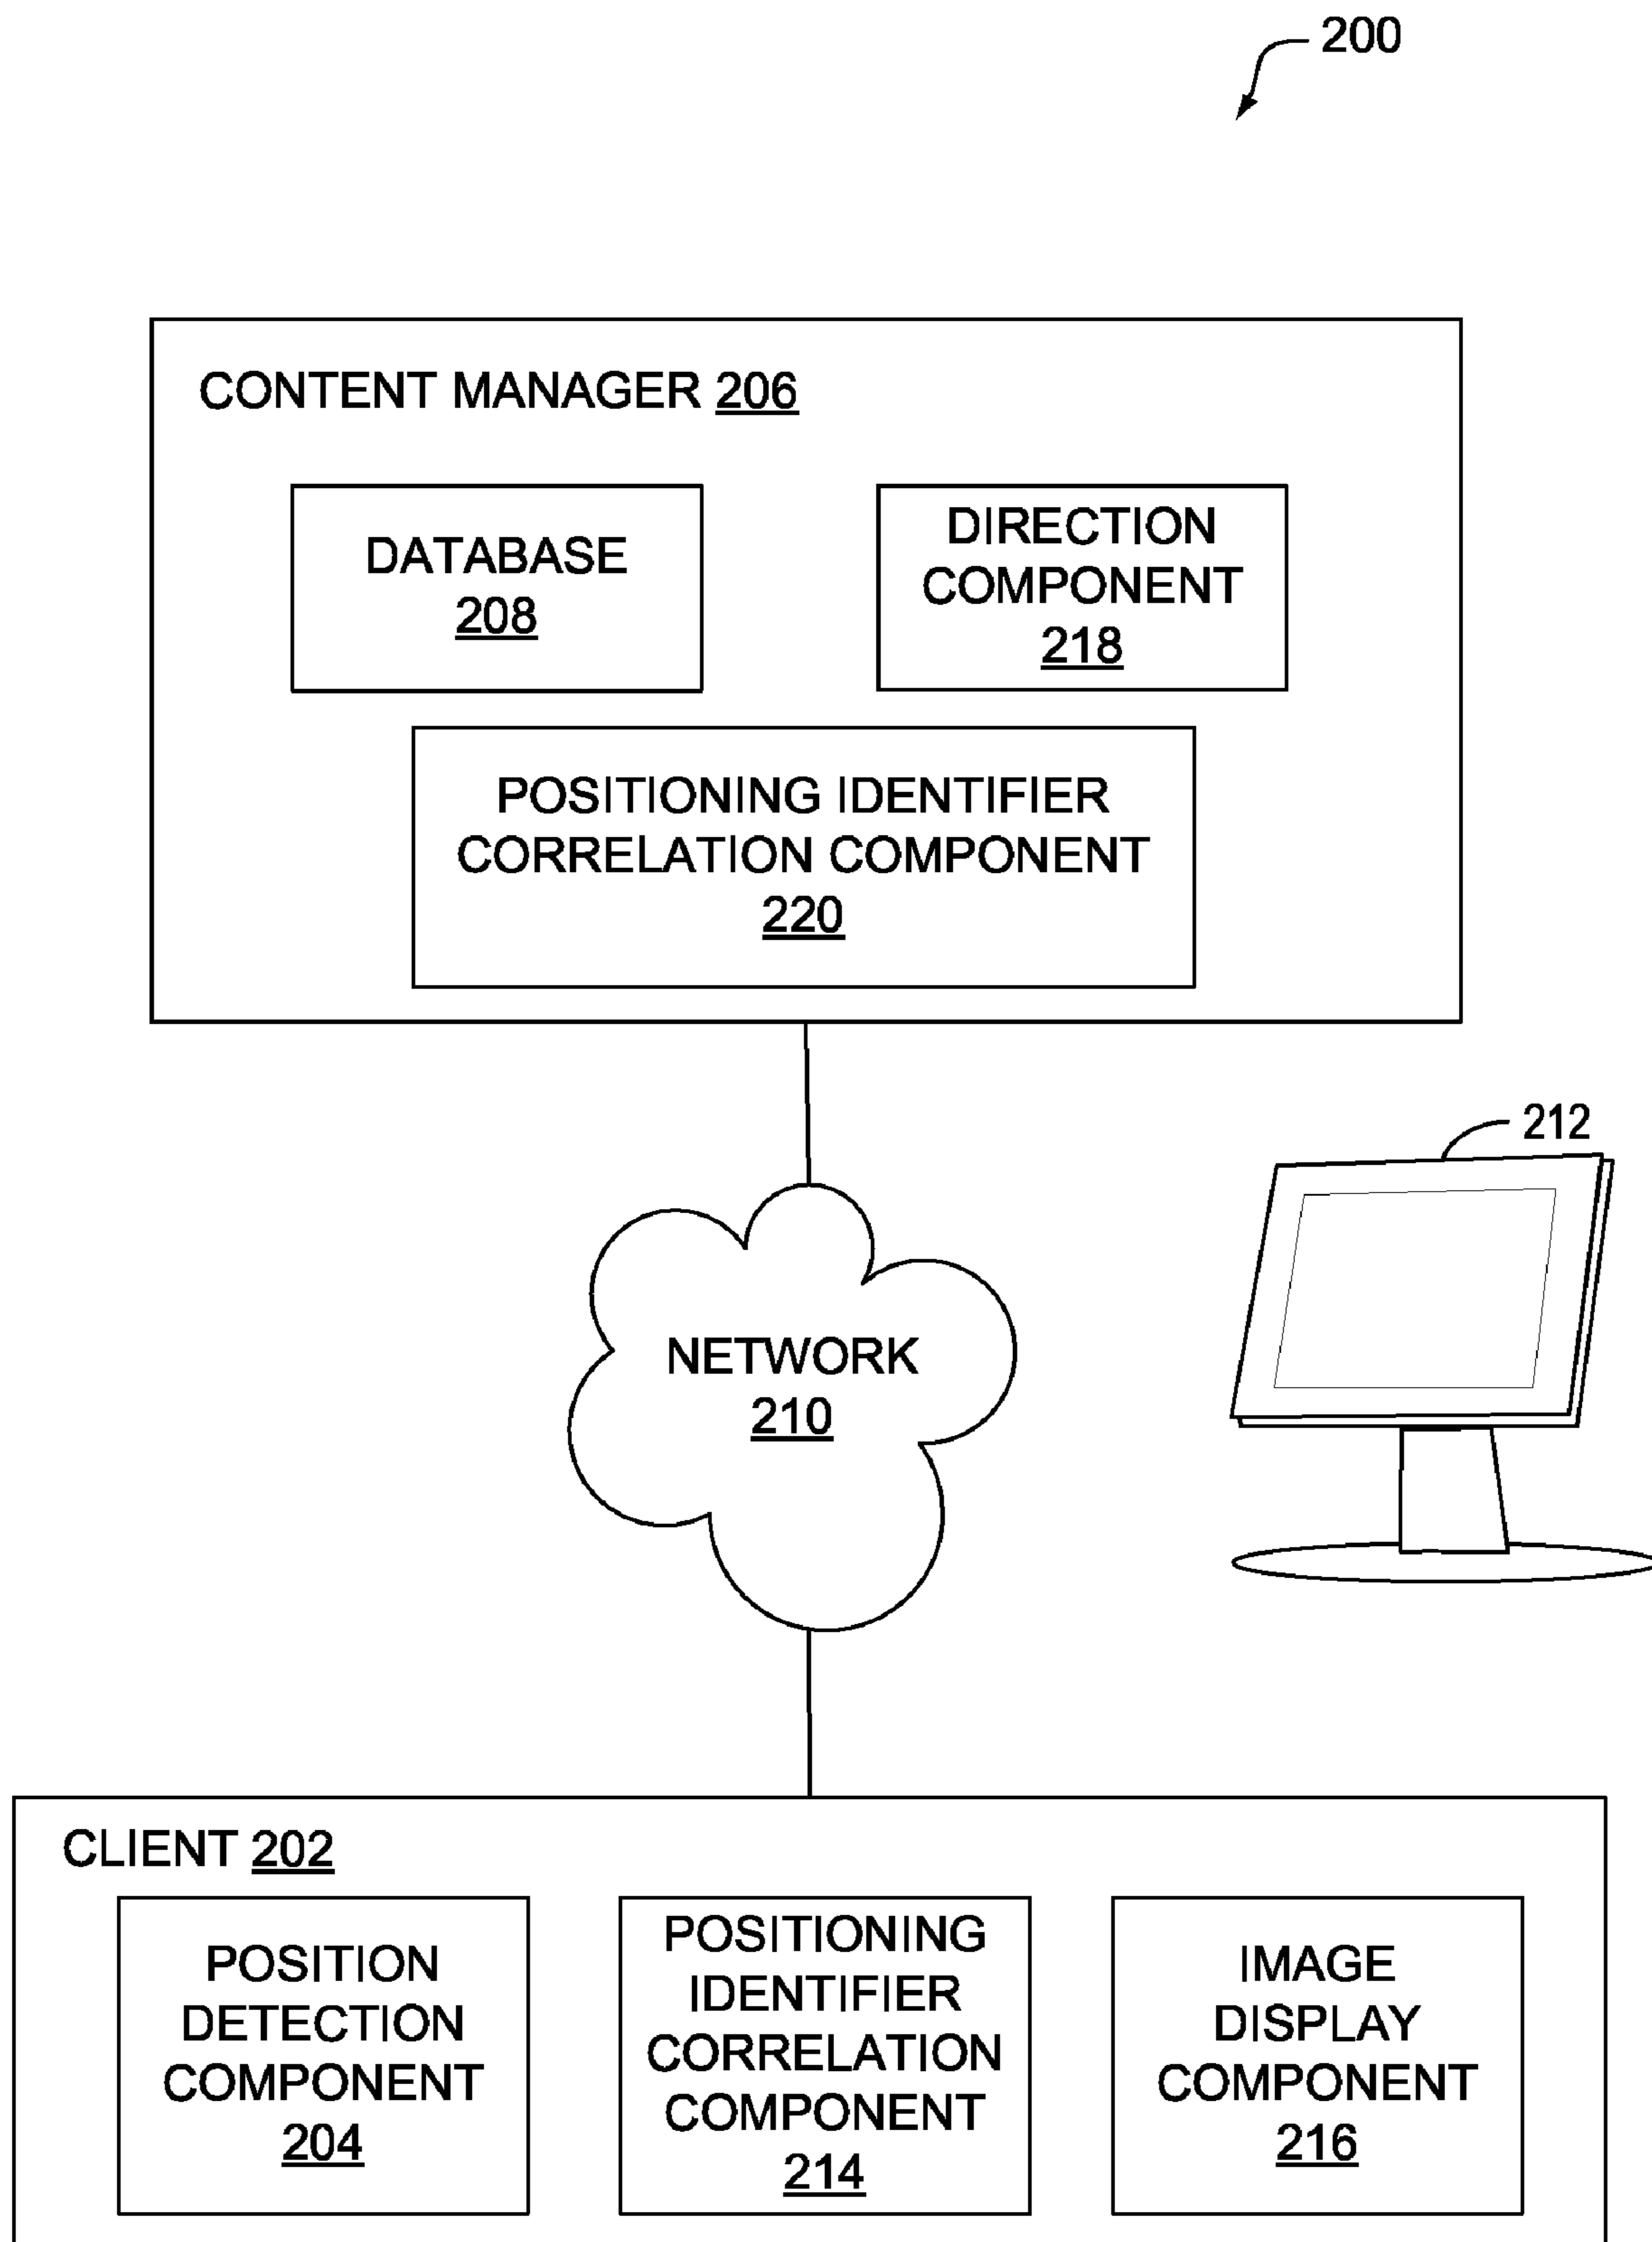 200
CONTENT MANAGER 206
DATABASE
208
DIRECTION
COMPONENT
218
POSITIONING IDENTIFIER
CORRELATION COMPONENT
220
212
NETWORK
210
CLIENT 202
POSITION
DETECTION
COMPONENT
204
POSITIONING
IDENTIFIER
CORRELATION
COMPONENT
214
IMAGE
DISPLAY
COMPONENT
216